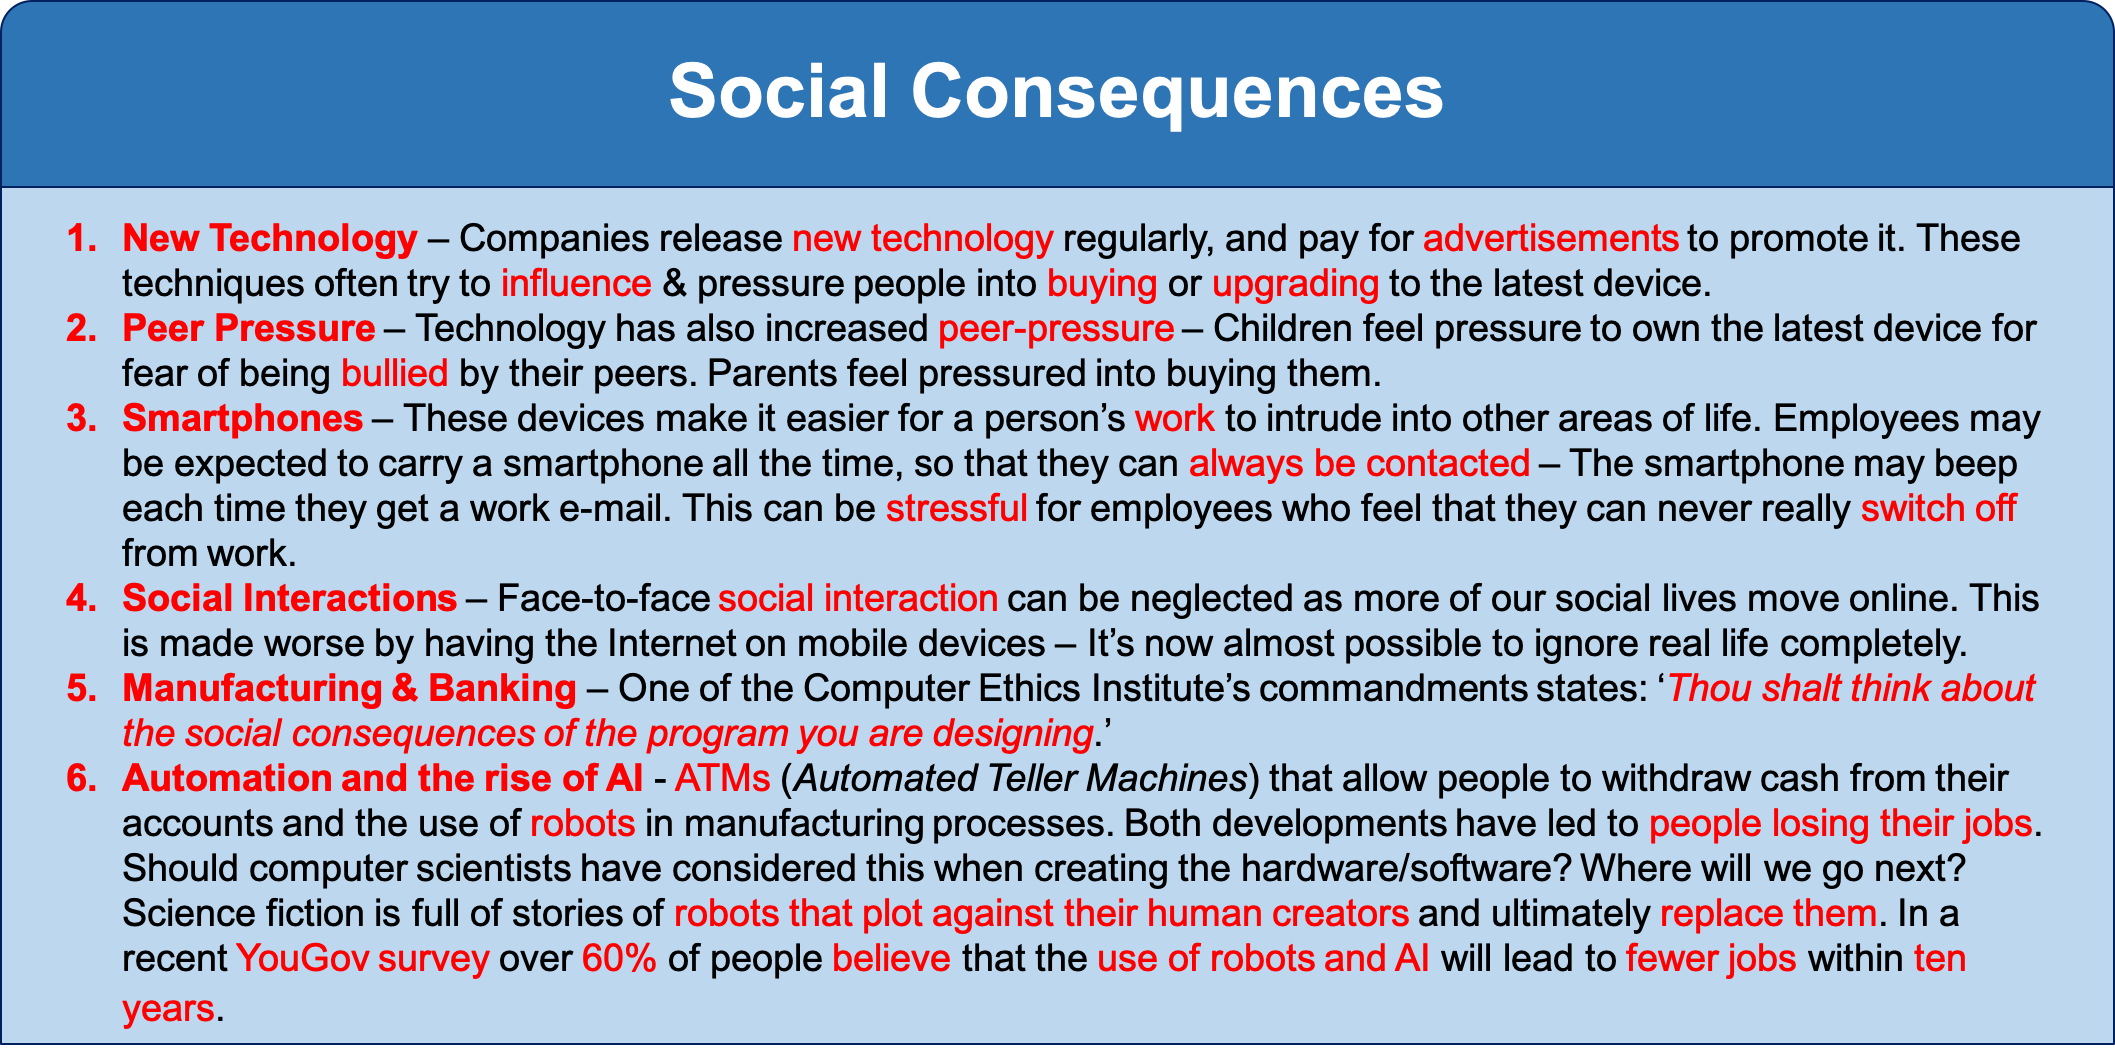 Social Consequences
1. New Technology – Companies release new technology regularly, and pay for advertisements to promote it. These
techniques often try to influence & pressure people into buying or upgrading to the latest device.
2. Peer Pressure – Technology has also increased peer-pressure – Children feel pressure to own the latest device for
fear of being bullied by their peers. Parents feel pressured into buying them.
3. Smartphones – These devices make it easier for a person’s work to intrude into other areas of life. Employees may
be expected to carry a smartphone all the time, so that they can always be contacted – The smartphone may beep
each time they get a work e-mail. This can be stressful for employees who feel that they can never really switch off
from work.
4. Social Interactions – Face-to-face social interaction can be neglected as more of our social lives move online. This
is made worse by having the Internet on mobile devices – It’s now almost possible to ignore real life completely.
5. Manufacturing & Banking – One of the Computer Ethics Institute’s commandments states: ‘Thou shalt think about
the social consequences of the program you are designing.’
6. Automation and the rise of AI - ATMs (Automated Teller Machines) that allow people to withdraw cash from their
accounts and the use of robots in manufacturing processes. Both developments have led to people losing their jobs.
Should computer scientists have considered this when creating the hardware/software? Where will we go next?
Science fiction is full of stories of robots that plot against their human creators and ultimately replace them. In a
recent YouGov survey over 60% of people believe that the use of robots and AI will lead to fewer jobs within ten
years.